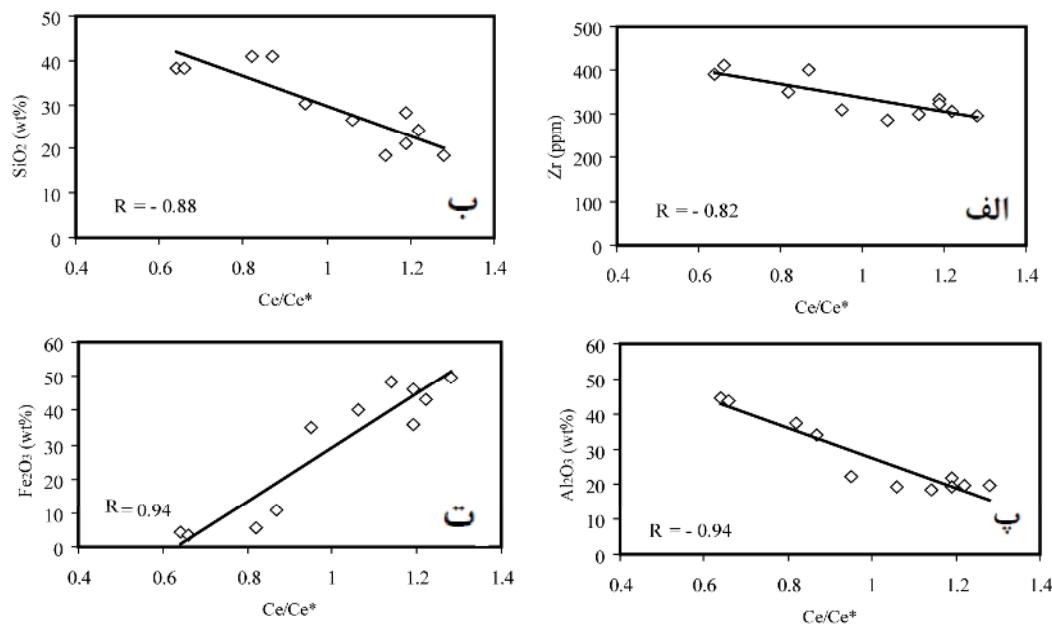 50
40
30
20
10
0
SiO₂ (wt%)
R = - 0.88
ب
0.4 0.6 0.8 1 1.2 1.4
Ce/Ce*
500
400
300
200
100
0
Zr (ppm)
R = - 0.82
الف
0.4 0.6 0.8 1 1.2 1.4
Ce/Ce*
60
50
40
30
20
10
0
Fe₂O₃ (wt%)
R = 0.94
ت
0.4 0.6 0.8 1 1.2 1.4
Ce/Ce*
60
50
40
30
20
10
0
Al₂O₃ (wt%)
R = - 0.94
پ
0.4 0.6 0.8 1 1.2 1.4
Ce/Ce*